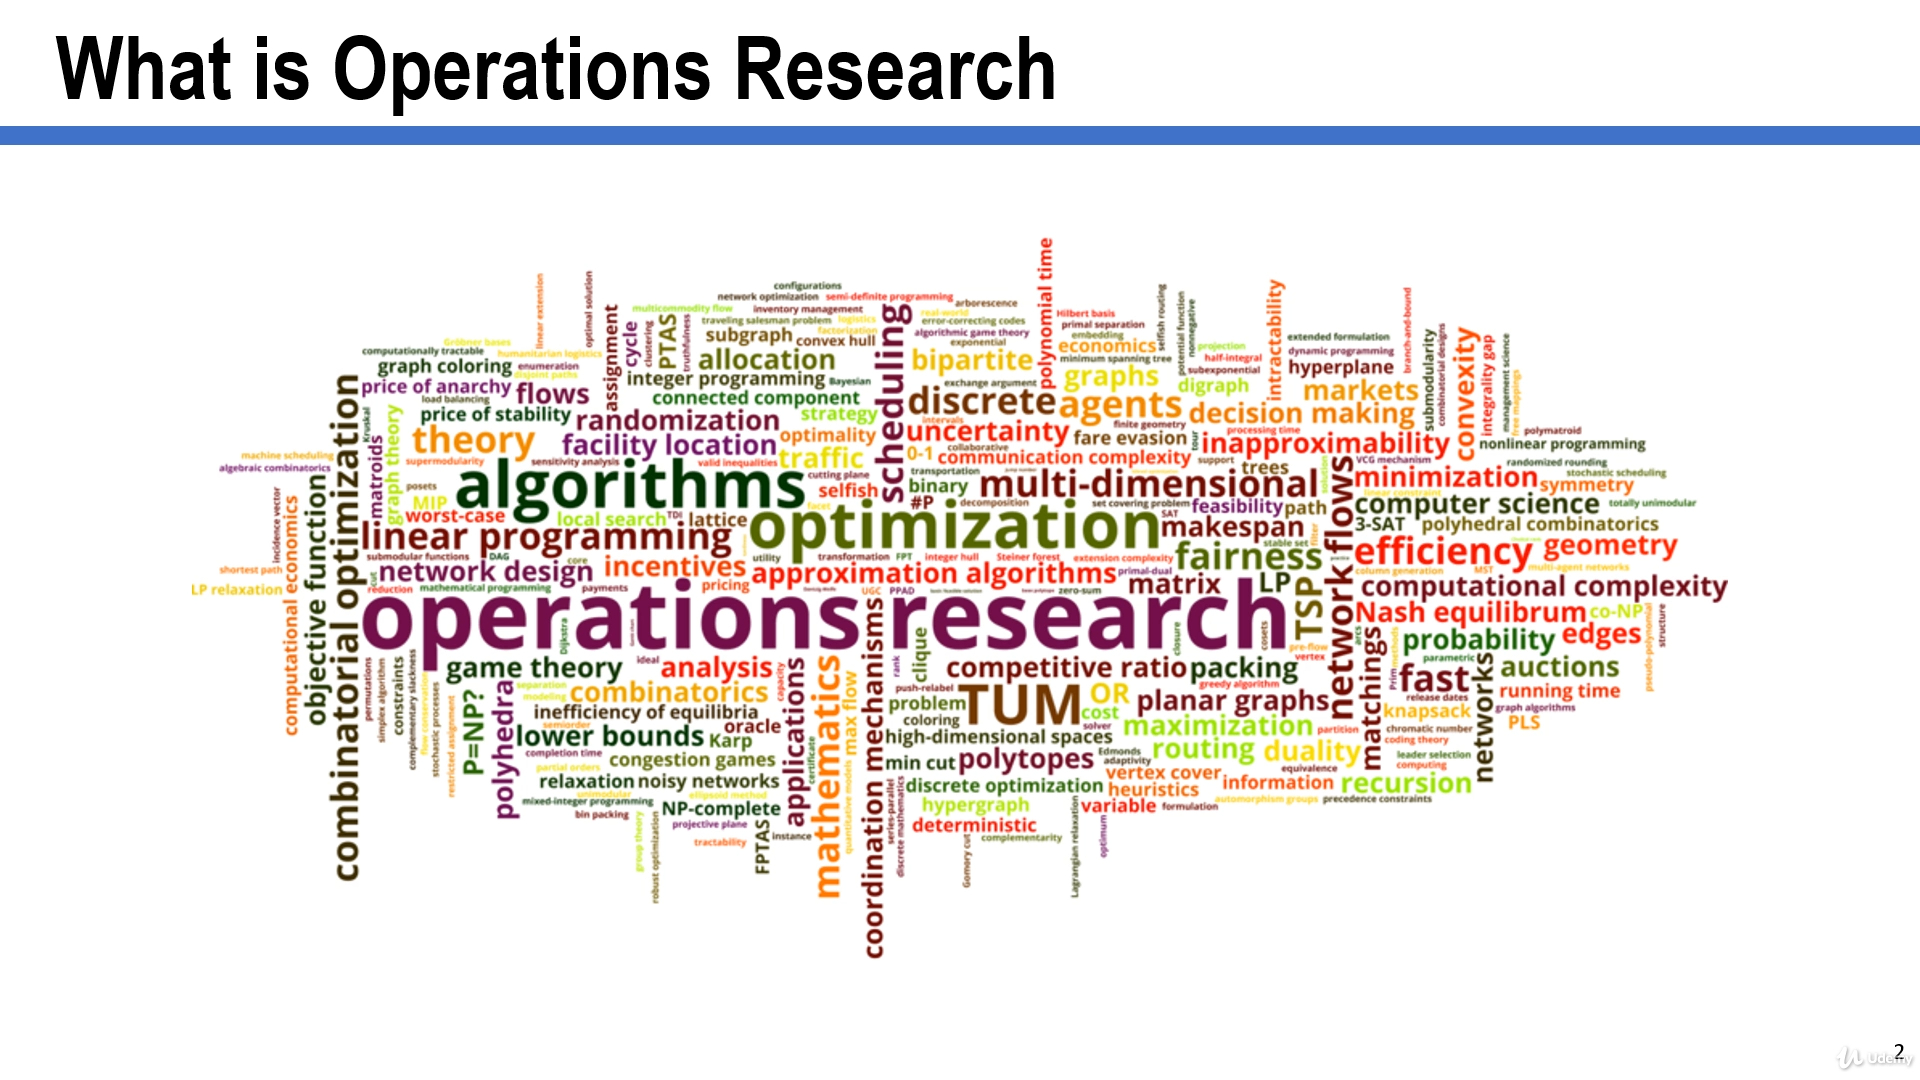 What is Operations Research
configurations
network optimization
semi-definite programming
arborescence
polynomial time
linear extension
optimal solution
multicommodity flow
inventory management
real-world
Hilbert basis
selfish routing
potential function
nonnegative
intractability
branch-and-bound
assignment
cycle
clustering
PTAS
truthfulness
traveling salesman problem
logistics
scheduling
error-correcting codes
primal separation
extended formulation
submodularity
combinatorial designs
convexity
integrality gap
management science
free mappings
Gröbner bases
subgraph
factorization
convex hull
algorithmic game theory
embedding
economics
projection
dynamic programming
computationally tractable
humanitarian logistics
allocation
exponential
bipartite
minimum spanning tree
half-integral
hyperplane
graph coloring
enumeration
disjoint paths
integer programming
Bayesian
exchange argument
graphs
subexponential
digraph
markets
price of anarchy
flows
load balancing
connected component
discrete
agents
decision making
combinatorial optimization
Kruskal
graph theory
price of stability
randomization
strategy
intervals
finite geometry
processing time
polymatroid
theory
facility location
optimality
uncertainty
fare evasion
tour
inapproximability
nonlinear programming
machine scheduling
algebraic combinatorics
matroids
supermodularity
sensitivity analysis
valid inequalities
traffic
0-1
collaborative
communication complexity
support
trees
solution
VCG mechanism
randomized rounding
stochastic scheduling
algorithms
cutting plane
transportation
multi-dimensional
minimization
symmetry
incidence vector
computational economics
objective function
posets
MIP
selfish
facet
binary
#P
decomposition
set covering problem
feasibility
path
linear constraint
computer science
totally unimodular
worst-case
local search
TDI
lattice
optimization
SAT
makespan
filter
network flows
3-SAT
polyhedral combinatorics
linear programming
stable set
fairness
efficiency
geometry
submodular functions
DAG
core
utility
transformation
FPT
integer hull
Steiner forest
extension complexity
shortest path
cut
network design
incentives
approximation algorithms
primal-dual
column generation
MST
multi-agent networks
LP relaxation
reduction
mathematical programming
payments
pricing
UGC
PPAD
zero-sum
matrix
LP
TSP
computational complexity
operations research
Nash equilibrum
co-NP
structure
Dijkstra
coordination mechanisms
clique
closure
cosets
pre-flow
vertex
arcs
matchings
methods
probability
edges
pseudo-polynomial
permutations
simplex algorithm
constraints
complementary slackness
flow conservation
stochastic processes
restricted assignment
game theory
ideal
analysis
capacity
applications
mathematics
max flow
quantitative models
rank
competitive ratio
packing
parametric
networks
auctions
P=NP?
polyhedra
separation
modeling
combinatorics
push-relabel
TUM
OR
greedy algorithm
planar graphs
Prim
fast
release dates
running time
inefficiency of equilibria
problem
cost
knapsack
graph algorithms
semiorder
oracle
coloring
solver
maximization
partition
chromatic number
PLS
lower bounds
Karp
certificate
high-dimensional spaces
coding theory
completion time
congestion games
min cut
polytopes
Edmonds
adaptivity
routing
duality
leader selection
computing
partial orders
equivalence
relaxation
noisy networks
series-parallel
discrete mathematics
discrete optimization
vertex cover
heuristics
information
recursion
unimodular
ellipsoid method
mixed-integer programming
NP-complete
hypergraph
variable
formulation
automorphism groups
precedence constraints
bin packing
group theory
robust optimization
projective plane
FPTAS
instance
deterministic
Lagrangian relaxation
optimum
tractability
Gomory cut
complementarity
2
Udemy